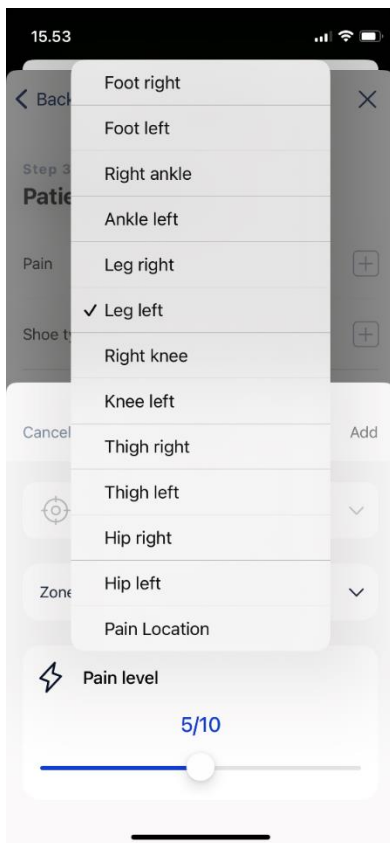 15.53
Foot right
Back
Foot left
Step 3
Right ankle
Ankle left
Pain
Leg right
✓ Leg left
Right knee
Knee left
Cancel
Add
Thigh right
Thigh left
Hip right
Hip left
Zone
Pain Location
Pain level
5/10